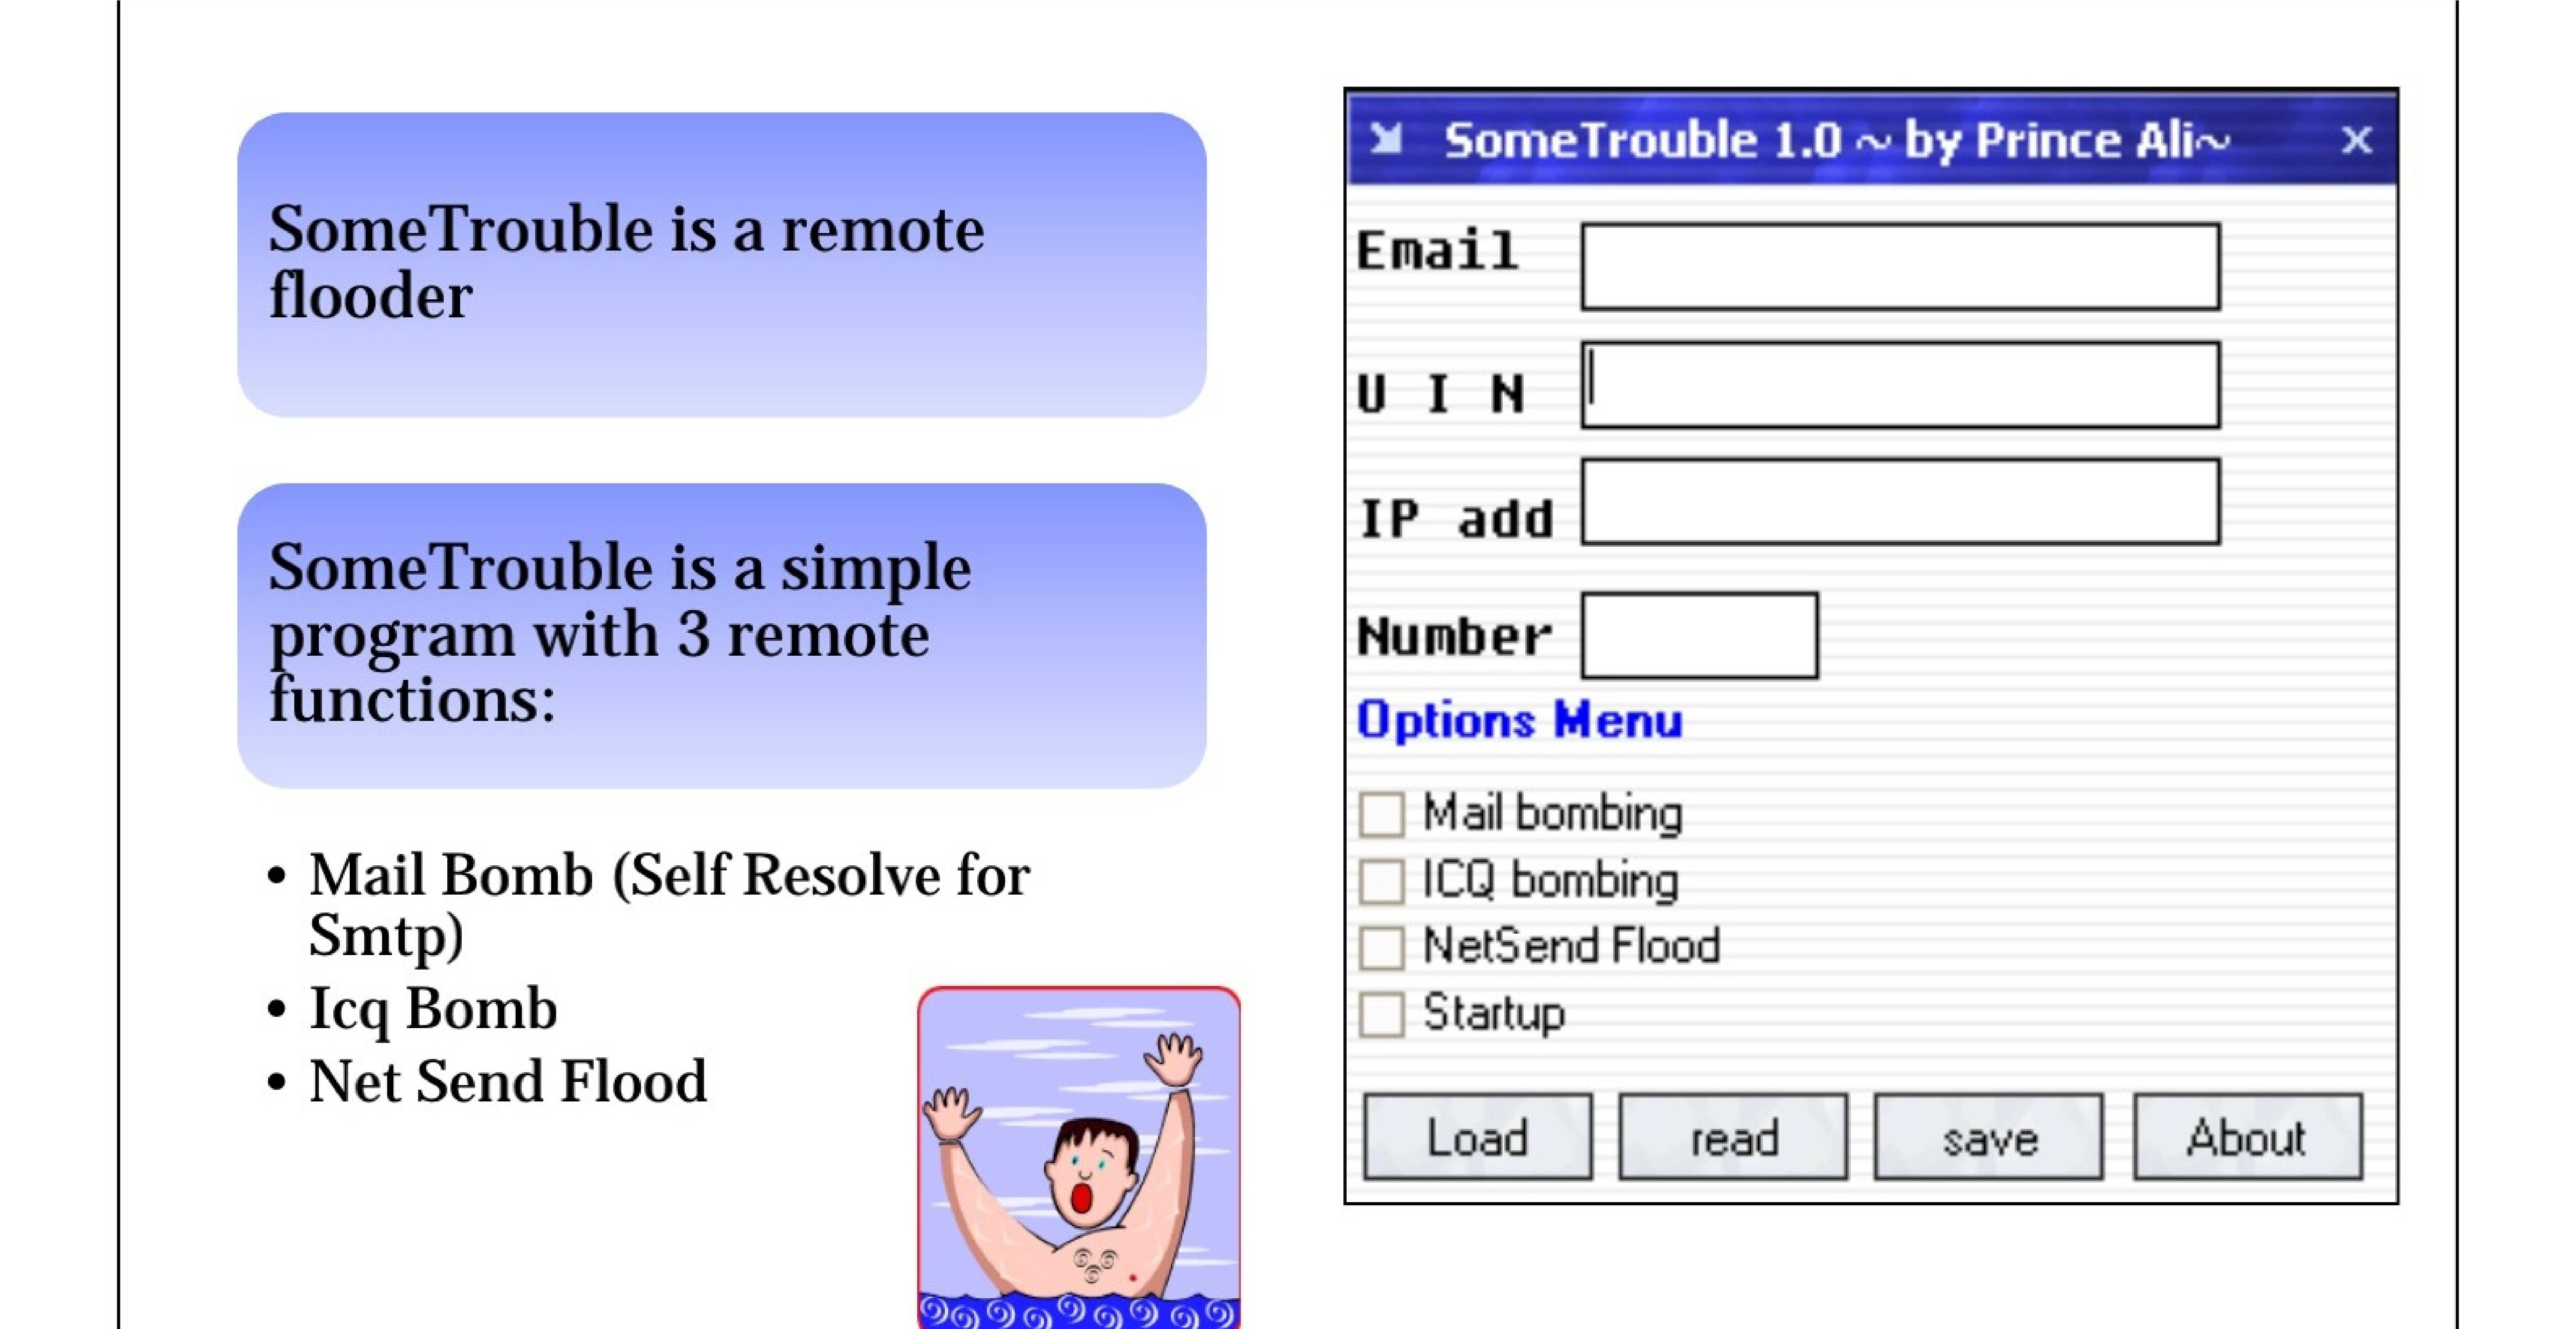 SomeTrouble is a remote
flooder
SomeTrouble is a simple
program with 3 remote
functions:
• Mail Bomb (Self Resolve for
Smtp)
• Icq Bomb
• Net Send Flood
SomeTrouble 1.0 ~ by Prince Ali~
Email
U I N
IP add
Number
Options Menu
Mail bombing
ICQ bombing
NetSend Flood
Startup
Load read save About